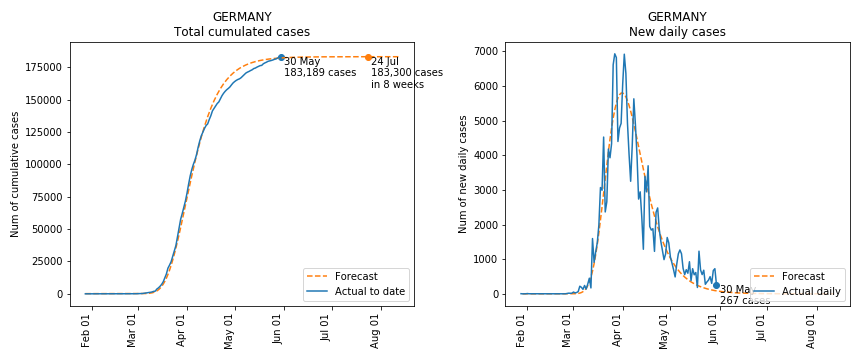 GERMANY
Total cumulated cases
Num of cumulative cases
175000
150000
125000
100000
75000
50000
25000
0
30 May
183,189 cases
24 Jul
183,300 cases
in 8 weeks
Forecast
Actual to date
Feb 01
Mar 01
Apr 01
May 01
Jun 01
Jul 01
Aug 01
GERMANY
New daily cases
Num of new daily cases
7000
6000
5000
4000
3000
2000
1000
0
30 May
267 cases
Forecast
Actual daily
Feb 01
Mar 01
Apr 01
May 01
Jun 01
Jul 01
Aug 01